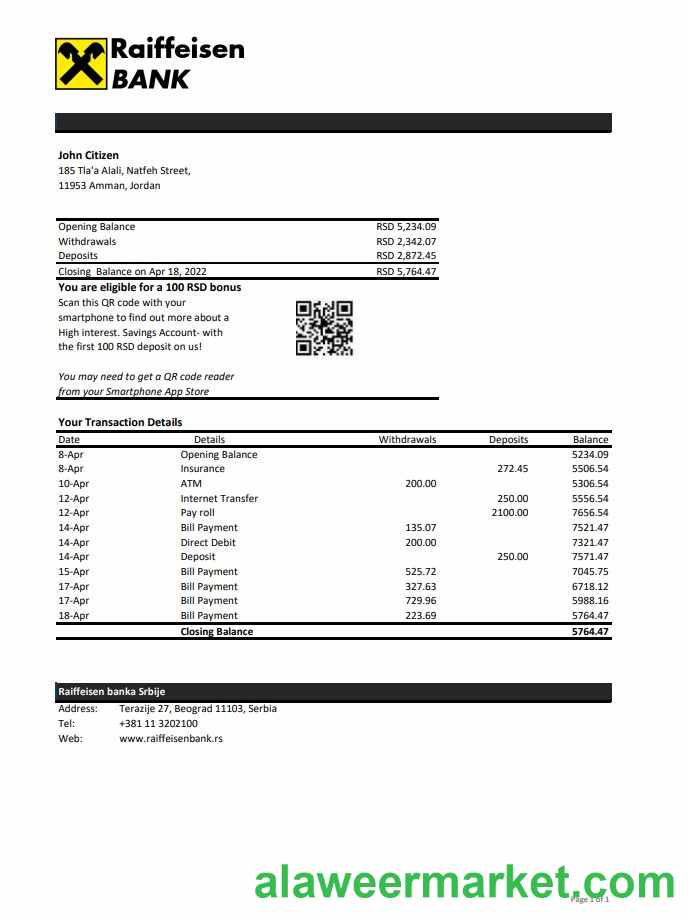 Raiffeisen
BANK
John Citizen
185 Tla'a Alali, Natfeh Street,
11953 Amman, Jordan
Opening Balance RSD 5,234.09
Withdrawals RSD 2,342.07
Deposits RSD 2,872.45
Closing Balance on Apr 18, 2022 RSD 5,764.47
You are eligible for a 100 RSD bonus
Scan this QR code with your
smartphone to find out more about a
High interest. Savings Account- with
the first 100 RSD deposit on us!
You may need to get a QR code reader
from your Smartphone App Store
Your Transaction Details
Date Details Withdrawals Deposits Balance
8-Apr Opening Balance 5234.09
8-Apr Insurance 272.45 5506.54
10-Apr ATM 200.00 5306.54
12-Apr Internet Transfer 250.00 5556.54
12-Apr Pay roll 2100.00 7656.54
14-Apr Bill Payment 135.07 7521.47
14-Apr Direct Debit 200.00 7321.47
14-Apr Deposit 250.00 7571.47
15-Apr Bill Payment 525.72 7045.75
17-Apr Bill Payment 327.63 6718.12
17-Apr Bill Payment 729.96 5988.16
18-Apr Bill Payment 223.69 5764.47
Closing Balance 5764.47
Raiffeisen banka Srbije
Address: Terazije 27, Beograd 11103, Serbia
Tel: +381 11 3202100
Web: www.raiffeisenbank.rs
alaweermarket.com
Page 1 of 1